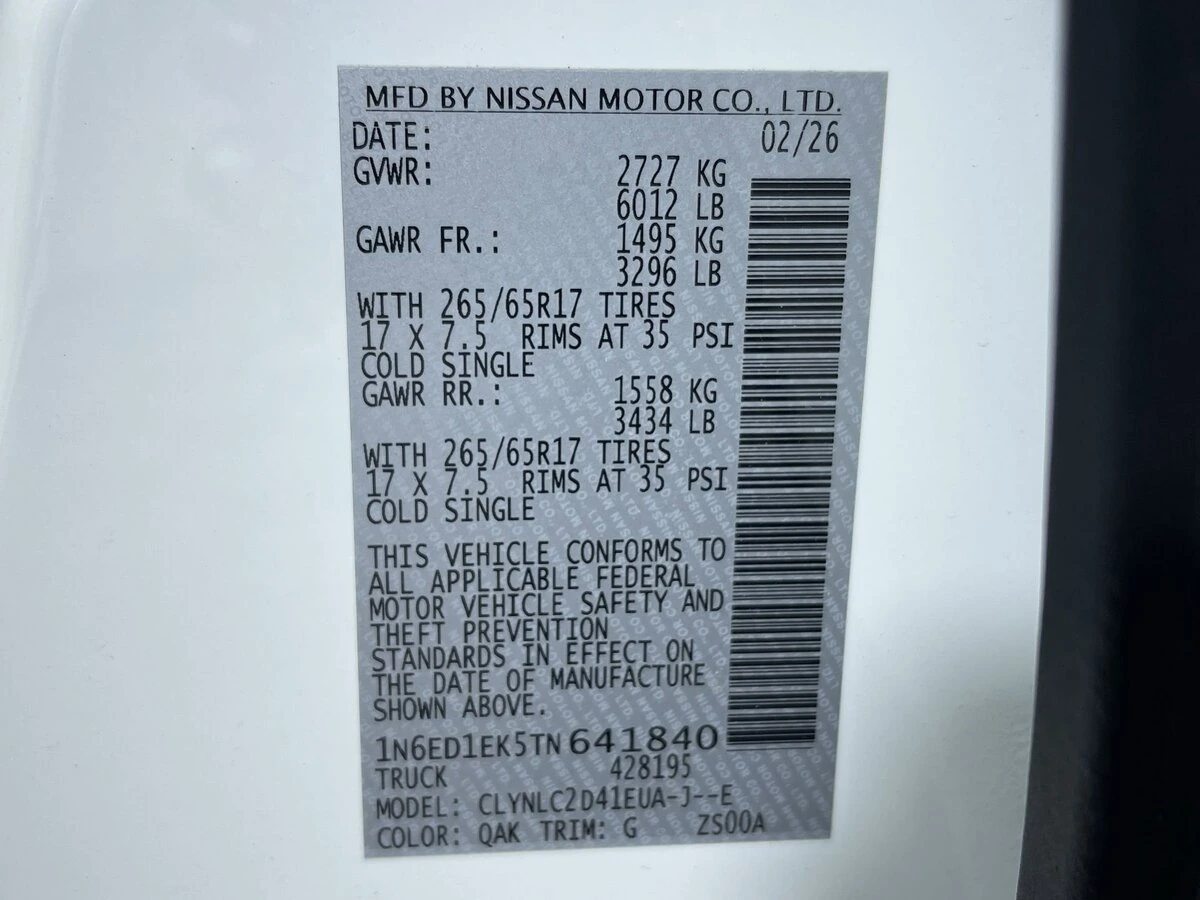 MFD BY NISSAN MOTOR CO., LTD.
DATE: 02/26
GVWR: 2727 KG
6012 LB
GAWR FR.: 1495 KG
3296 LB
WITH 265/65R17 TIRES
17 X 7.5 RIMS AT 35 PSI
COLD SINGLE
GAWR RR.: 1558 KG
3434 LB
WITH 265/65R17 TIRES
17 X 7.5 RIMS AT 35 PSI
COLD SINGLE
THIS VEHICLE CONFORMS TO
ALL APPLICABLE FEDERAL
MOTOR VEHICLE SAFETY AND
THEFT PREVENTION
STANDARDS IN EFFECT ON
THE DATE OF MANUFACTURE
SHOWN ABOVE.
1N6ED1EK5TN641840
TRUCK 428195
MODEL: CLYNLC2D41EUA-J--E
COLOR: QAK TRIM: G ZS00A